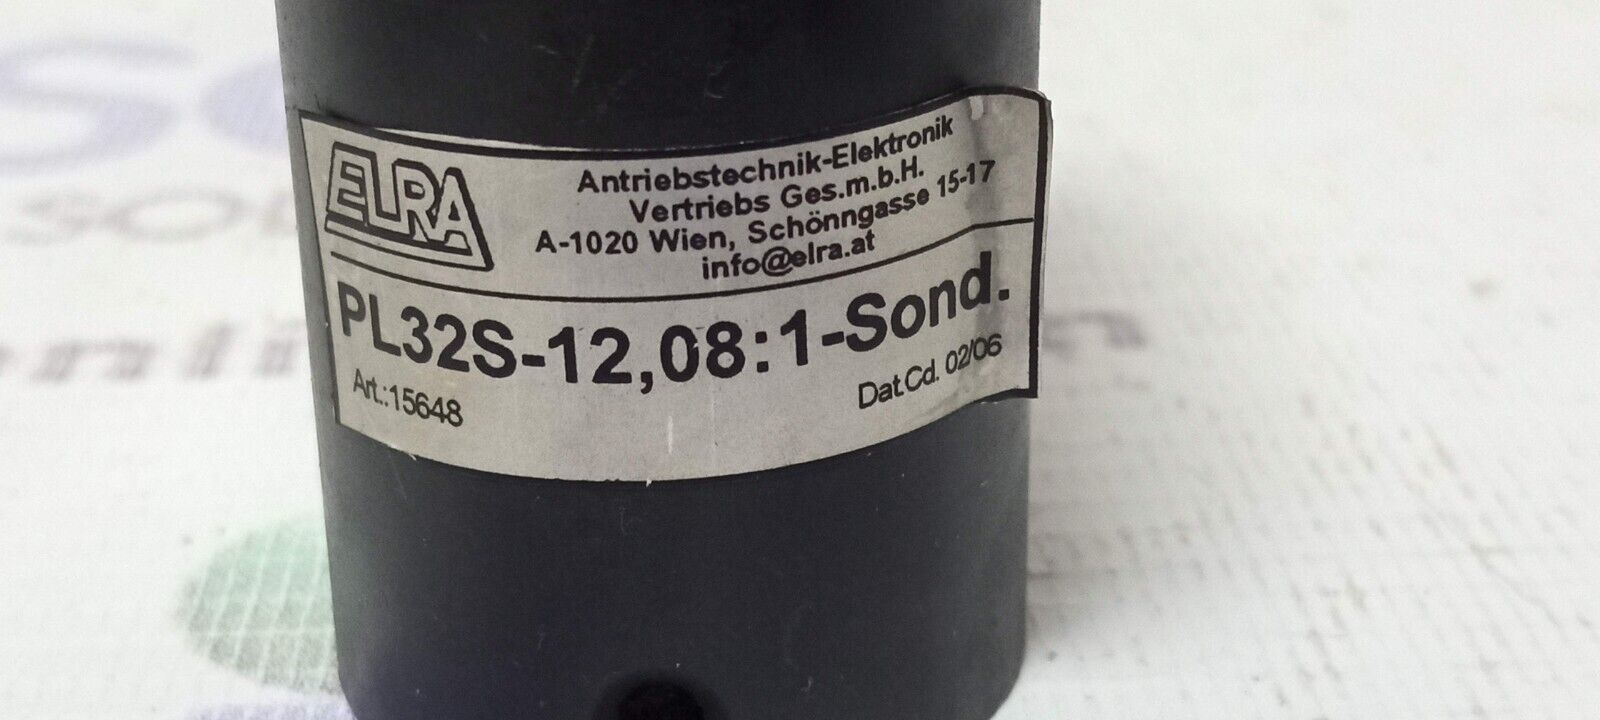 ELRA
Antriebstechnik-Elektronik
Vertriebs Ges.m.b.H.
A-1020 Wien, Schönngasse 15-17
info@elra.at
PL32S-12,08:1-Sond.
Art.:15648
Dat.Cd. 02/06